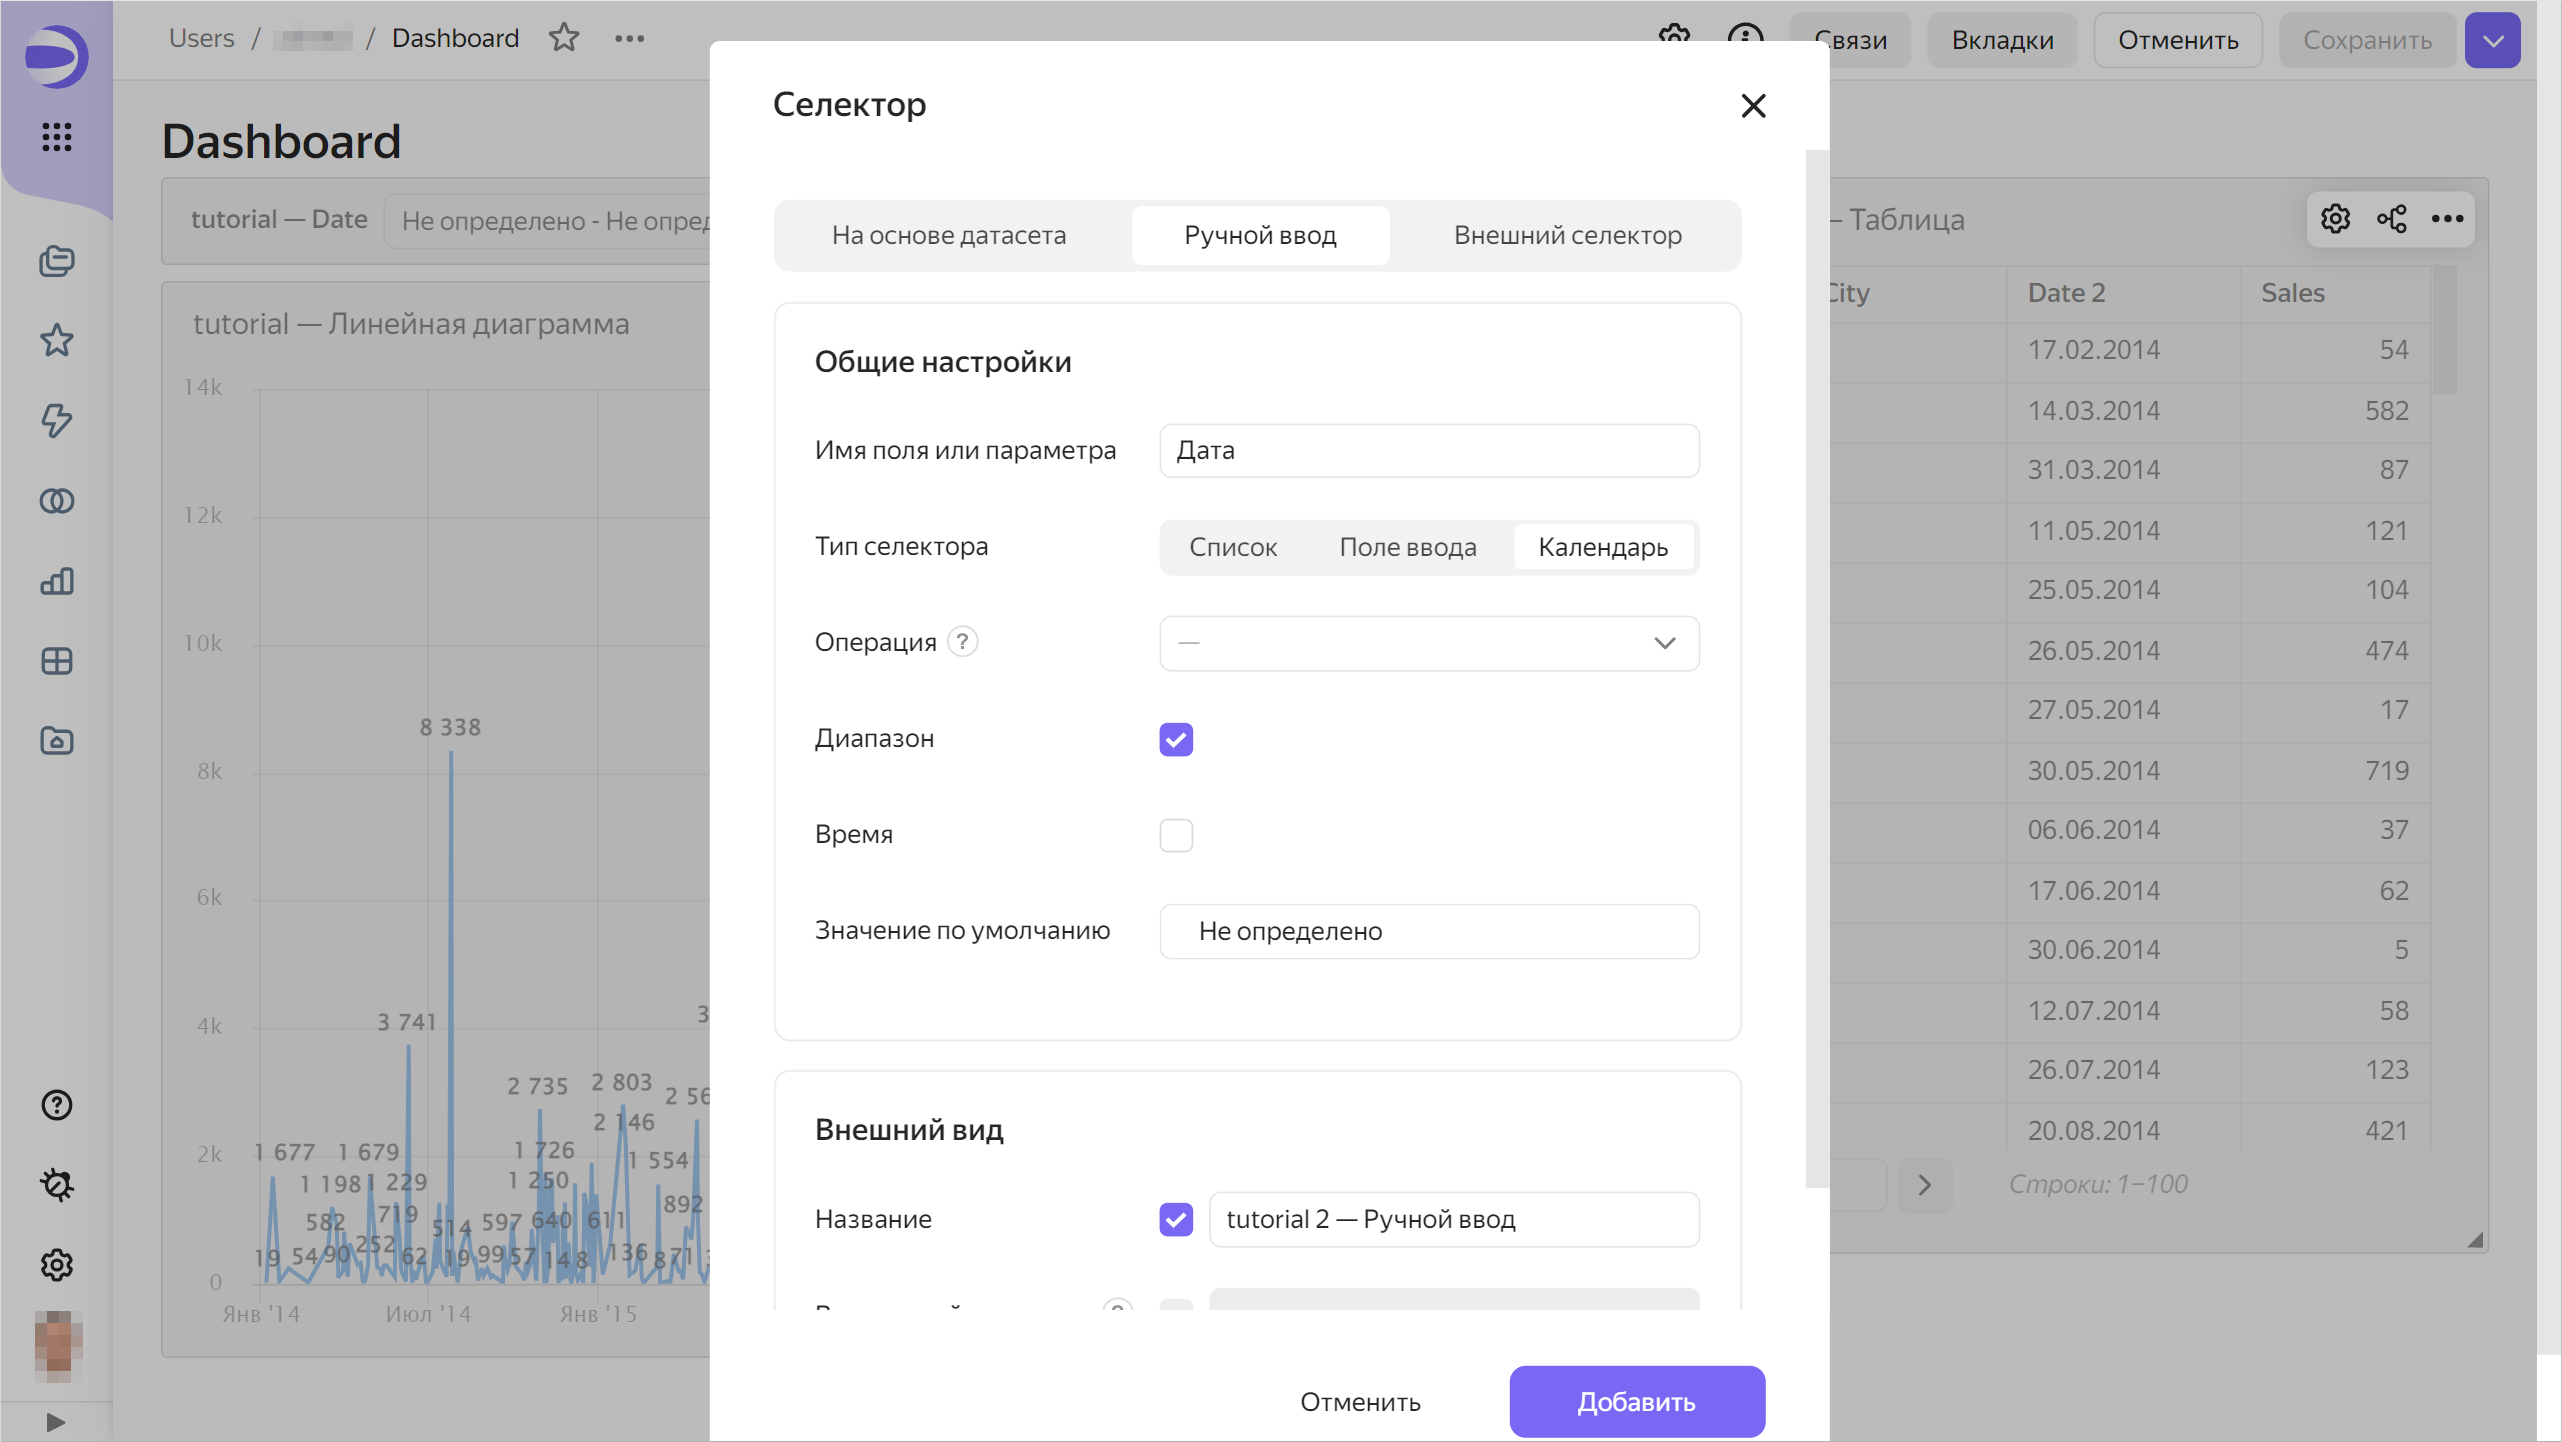 Users / / Dashboard
Связи
Вкладки
Отменить
Сохранить
Dashboard
tutorial — Date
Не определено - Не опред
tutorial — Линейная диаграмма
14k
12k
10k
8k
6k
4k
2k
0
8 338
3 741
3
2 735
2 803
2 56
2 146
1 677
1 679
1 726
1 554
1 198
1 229
1 250
892
582
719
514
597
640
611
19
54
90
252
62
19
99
57
14
8
136
8
71
Янв '14
Июл '14
Янв '15
Селектор
На основе датасета
Ручной ввод
Внешний селектор
Общие настройки
Имя поля или параметра
Дата
Тип селектора
Список
Поле ввода
Календарь
Операция ?
—
Диапазон
Время
Значение по умолчанию
Не определено
Внешний вид
Название
tutorial 2 — Ручной ввод
Отменить
Добавить
— Таблица
City Date 2 Sales
17.02.2014 54
14.03.2014 582
31.03.2014 87
11.05.2014 121
25.05.2014 104
26.05.2014 474
27.05.2014 17
30.05.2014 719
06.06.2014 37
17.06.2014 62
30.06.2014 5
12.07.2014 58
26.07.2014 123
20.08.2014 421
Строки: 1–100